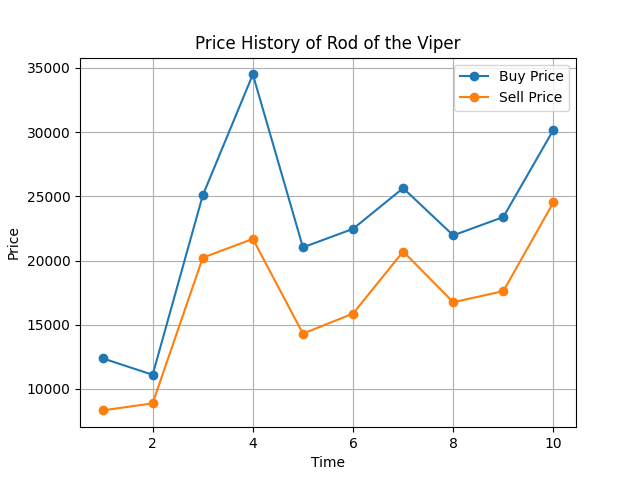 Price History of Rod of the Viper
Buy Price
Sell Price
35000
30000
25000
20000
15000
10000
Price
2
4
6
8
10
Time